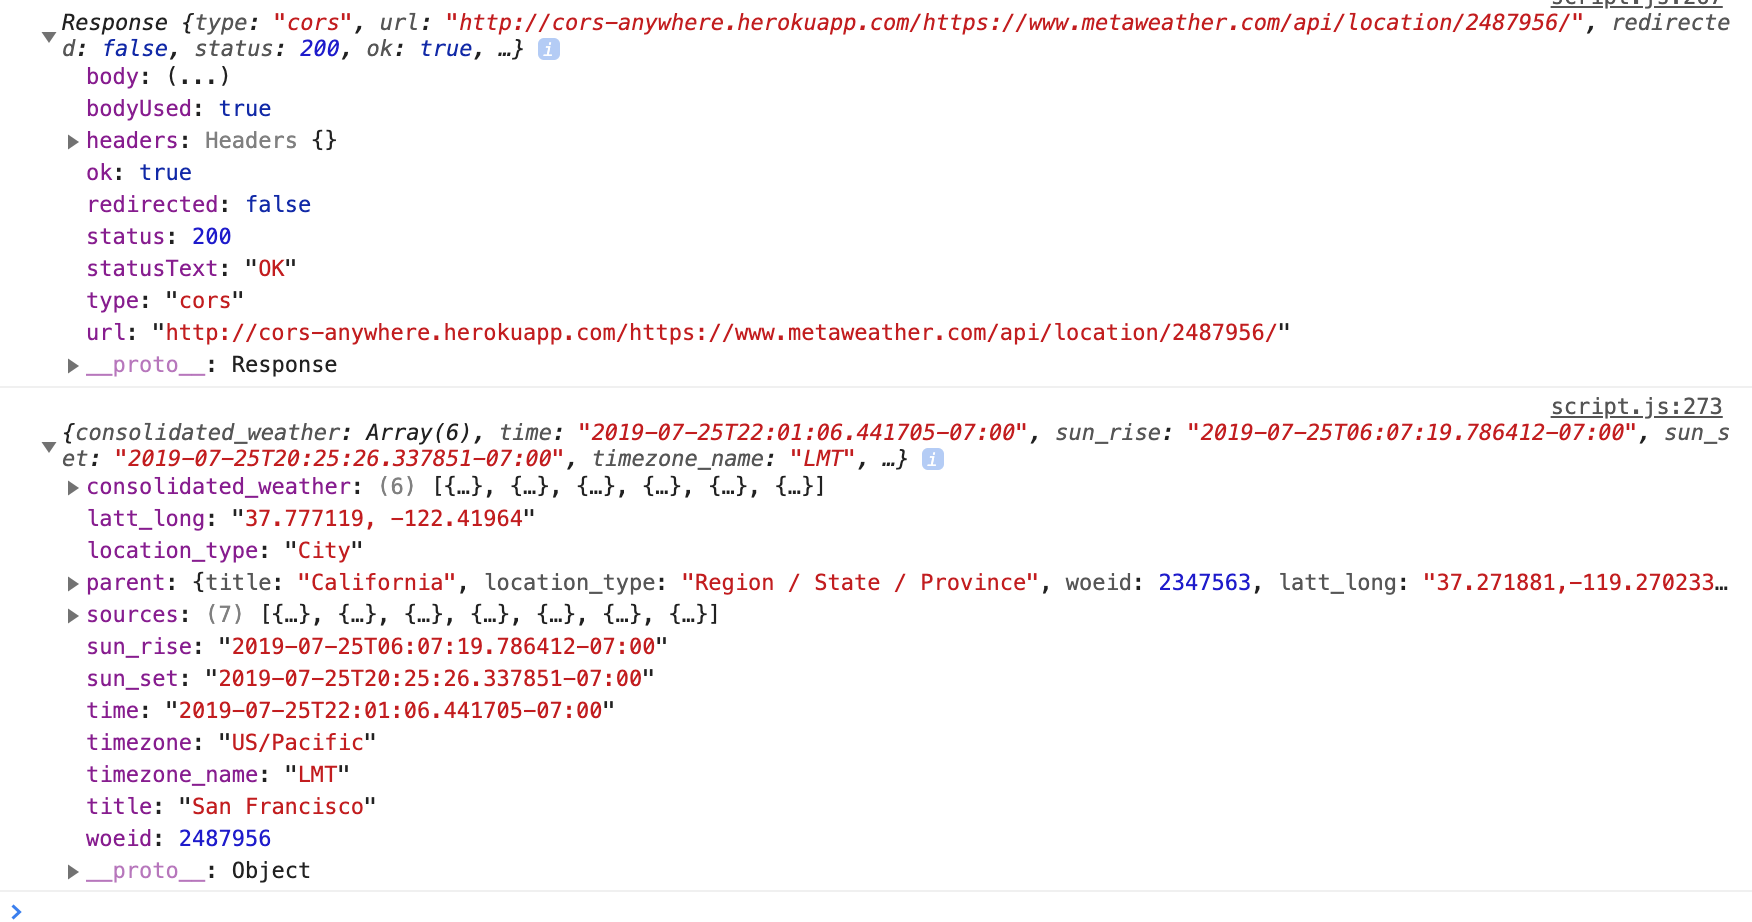 Response {type: "cors", url: "http://cors-anywhere.herokuapp.com/https://www.metaweather.com/api/location/2487956/", redirecte
d: false, status: 200, ok: true, …} i
body: (...)
bodyUsed: true
headers: Headers {}
ok: true
redirected: false
status: 200
statusText: "OK"
type: "cors"
url: "http://cors-anywhere.herokuapp.com/https://www.metaweather.com/api/location/2487956/"
__proto__: Response
script.js:273
{consolidated_weather: Array(6), time: "2019-07-25T22:01:06.441705-07:00", sun_rise: "2019-07-25T06:07:19.786412-07:00", sun_s
et: "2019-07-25T20:25:26.337851-07:00", timezone_name: "LMT", …} i
consolidated_weather: (6) [{…}, {…}, {…}, {…}, {…}, {…}]
latt_long: "37.777119, -122.41964"
location_type: "City"
parent: {title: "California", location_type: "Region / State / Province", woeid: 2347563, latt_long: "37.271881,-119.270233…
sources: (7) [{…}, {…}, {…}, {…}, {…}, {…}, {…}]
sun_rise: "2019-07-25T06:07:19.786412-07:00"
sun_set: "2019-07-25T20:25:26.337851-07:00"
time: "2019-07-25T22:01:06.441705-07:00"
timezone: "US/Pacific"
timezone_name: "LMT"
title: "San Francisco"
woeid: 2487956
__proto__: Object